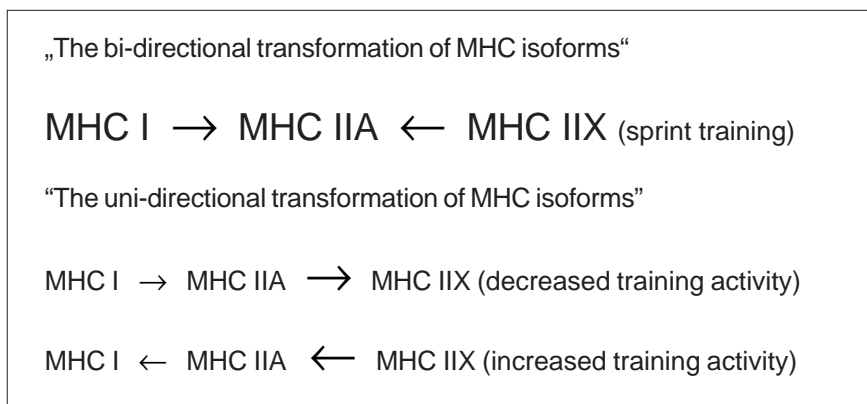 „The bi-directional transformation of MHC isoforms“
MHC I → MHC IIA ← MHC IIX (sprint training)
“The uni-directional transformation of MHC isoforms”
MHC I → MHC IIA → MHC IIX (decreased training activity)
MHC I ← MHC IIA ← MHC IIX (increased training activity)